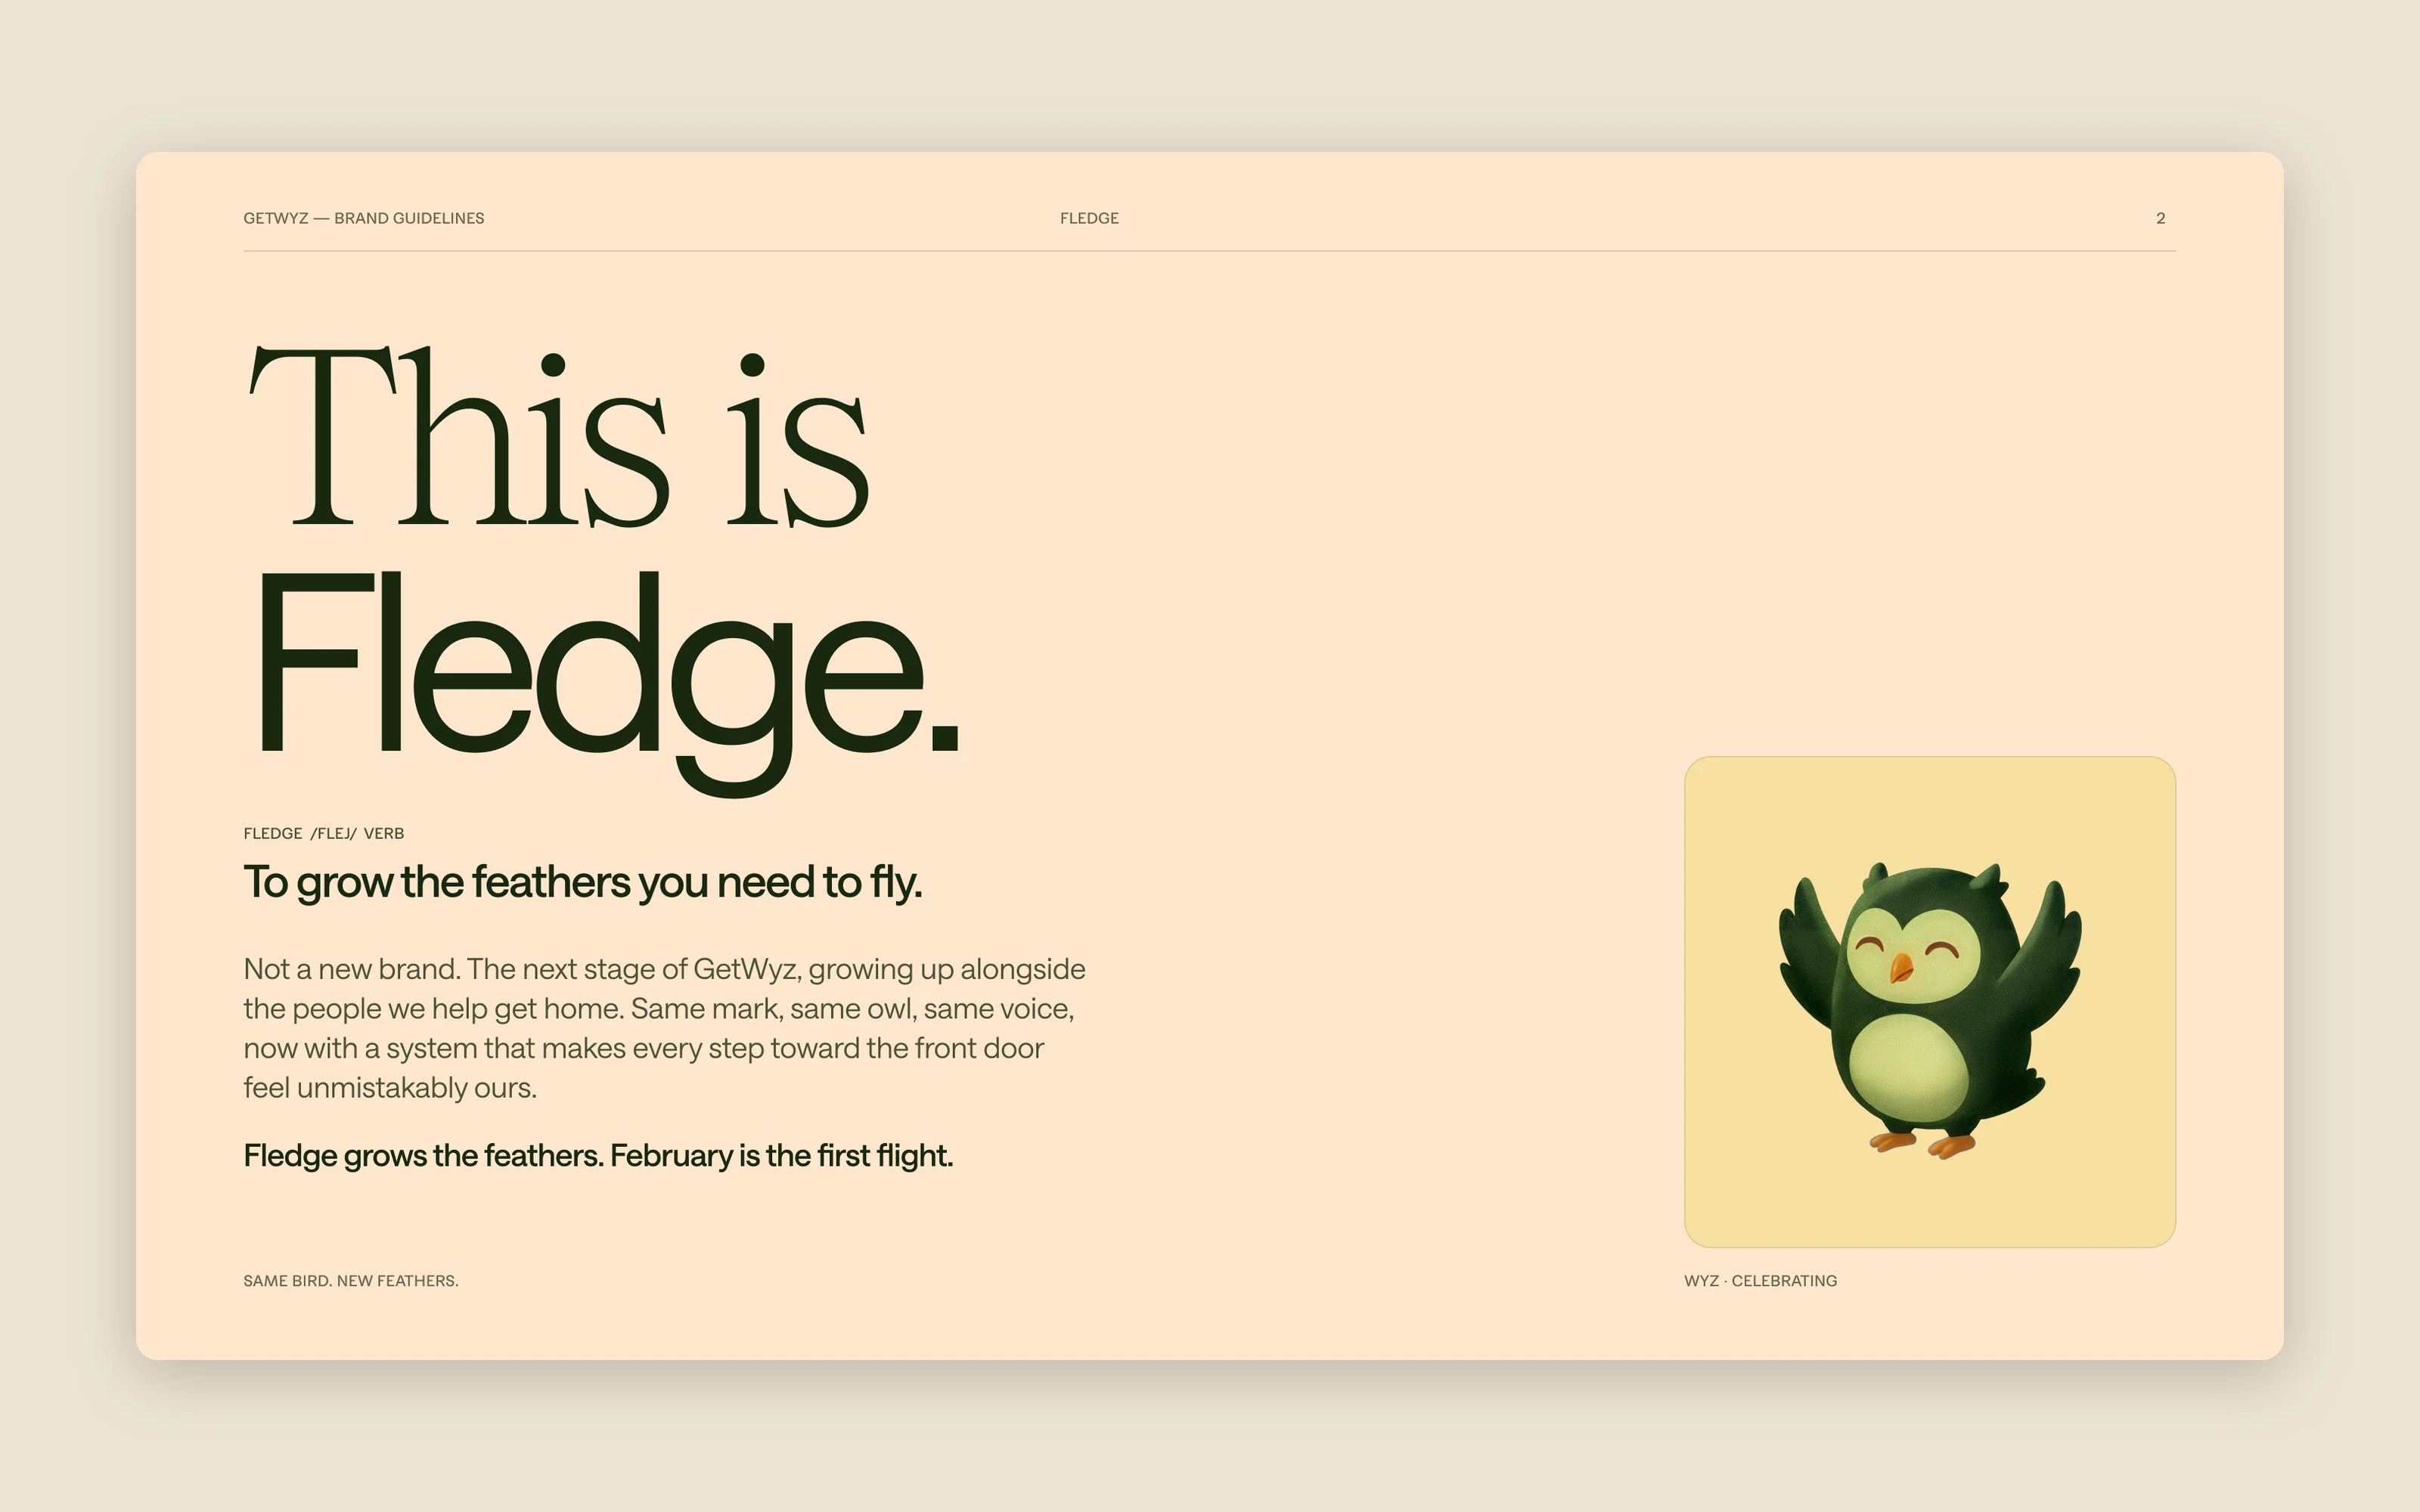 GETWYZ — BRAND GUIDELINES
FLEDGE
2
This is
Fledge.
FLEDGE /FLEJ/ VERB
To grow the feathers you need to fly.
Not a new brand. The next stage of GetWyz, growing up alongside
the people we help get home. Same mark, same owl, same voice,
now with a system that makes every step toward the front door
feel unmistakably ours.
Fledge grows the feathers. February is the first flight.
SAME BIRD. NEW FEATHERS.
WYZ · CELEBRATING